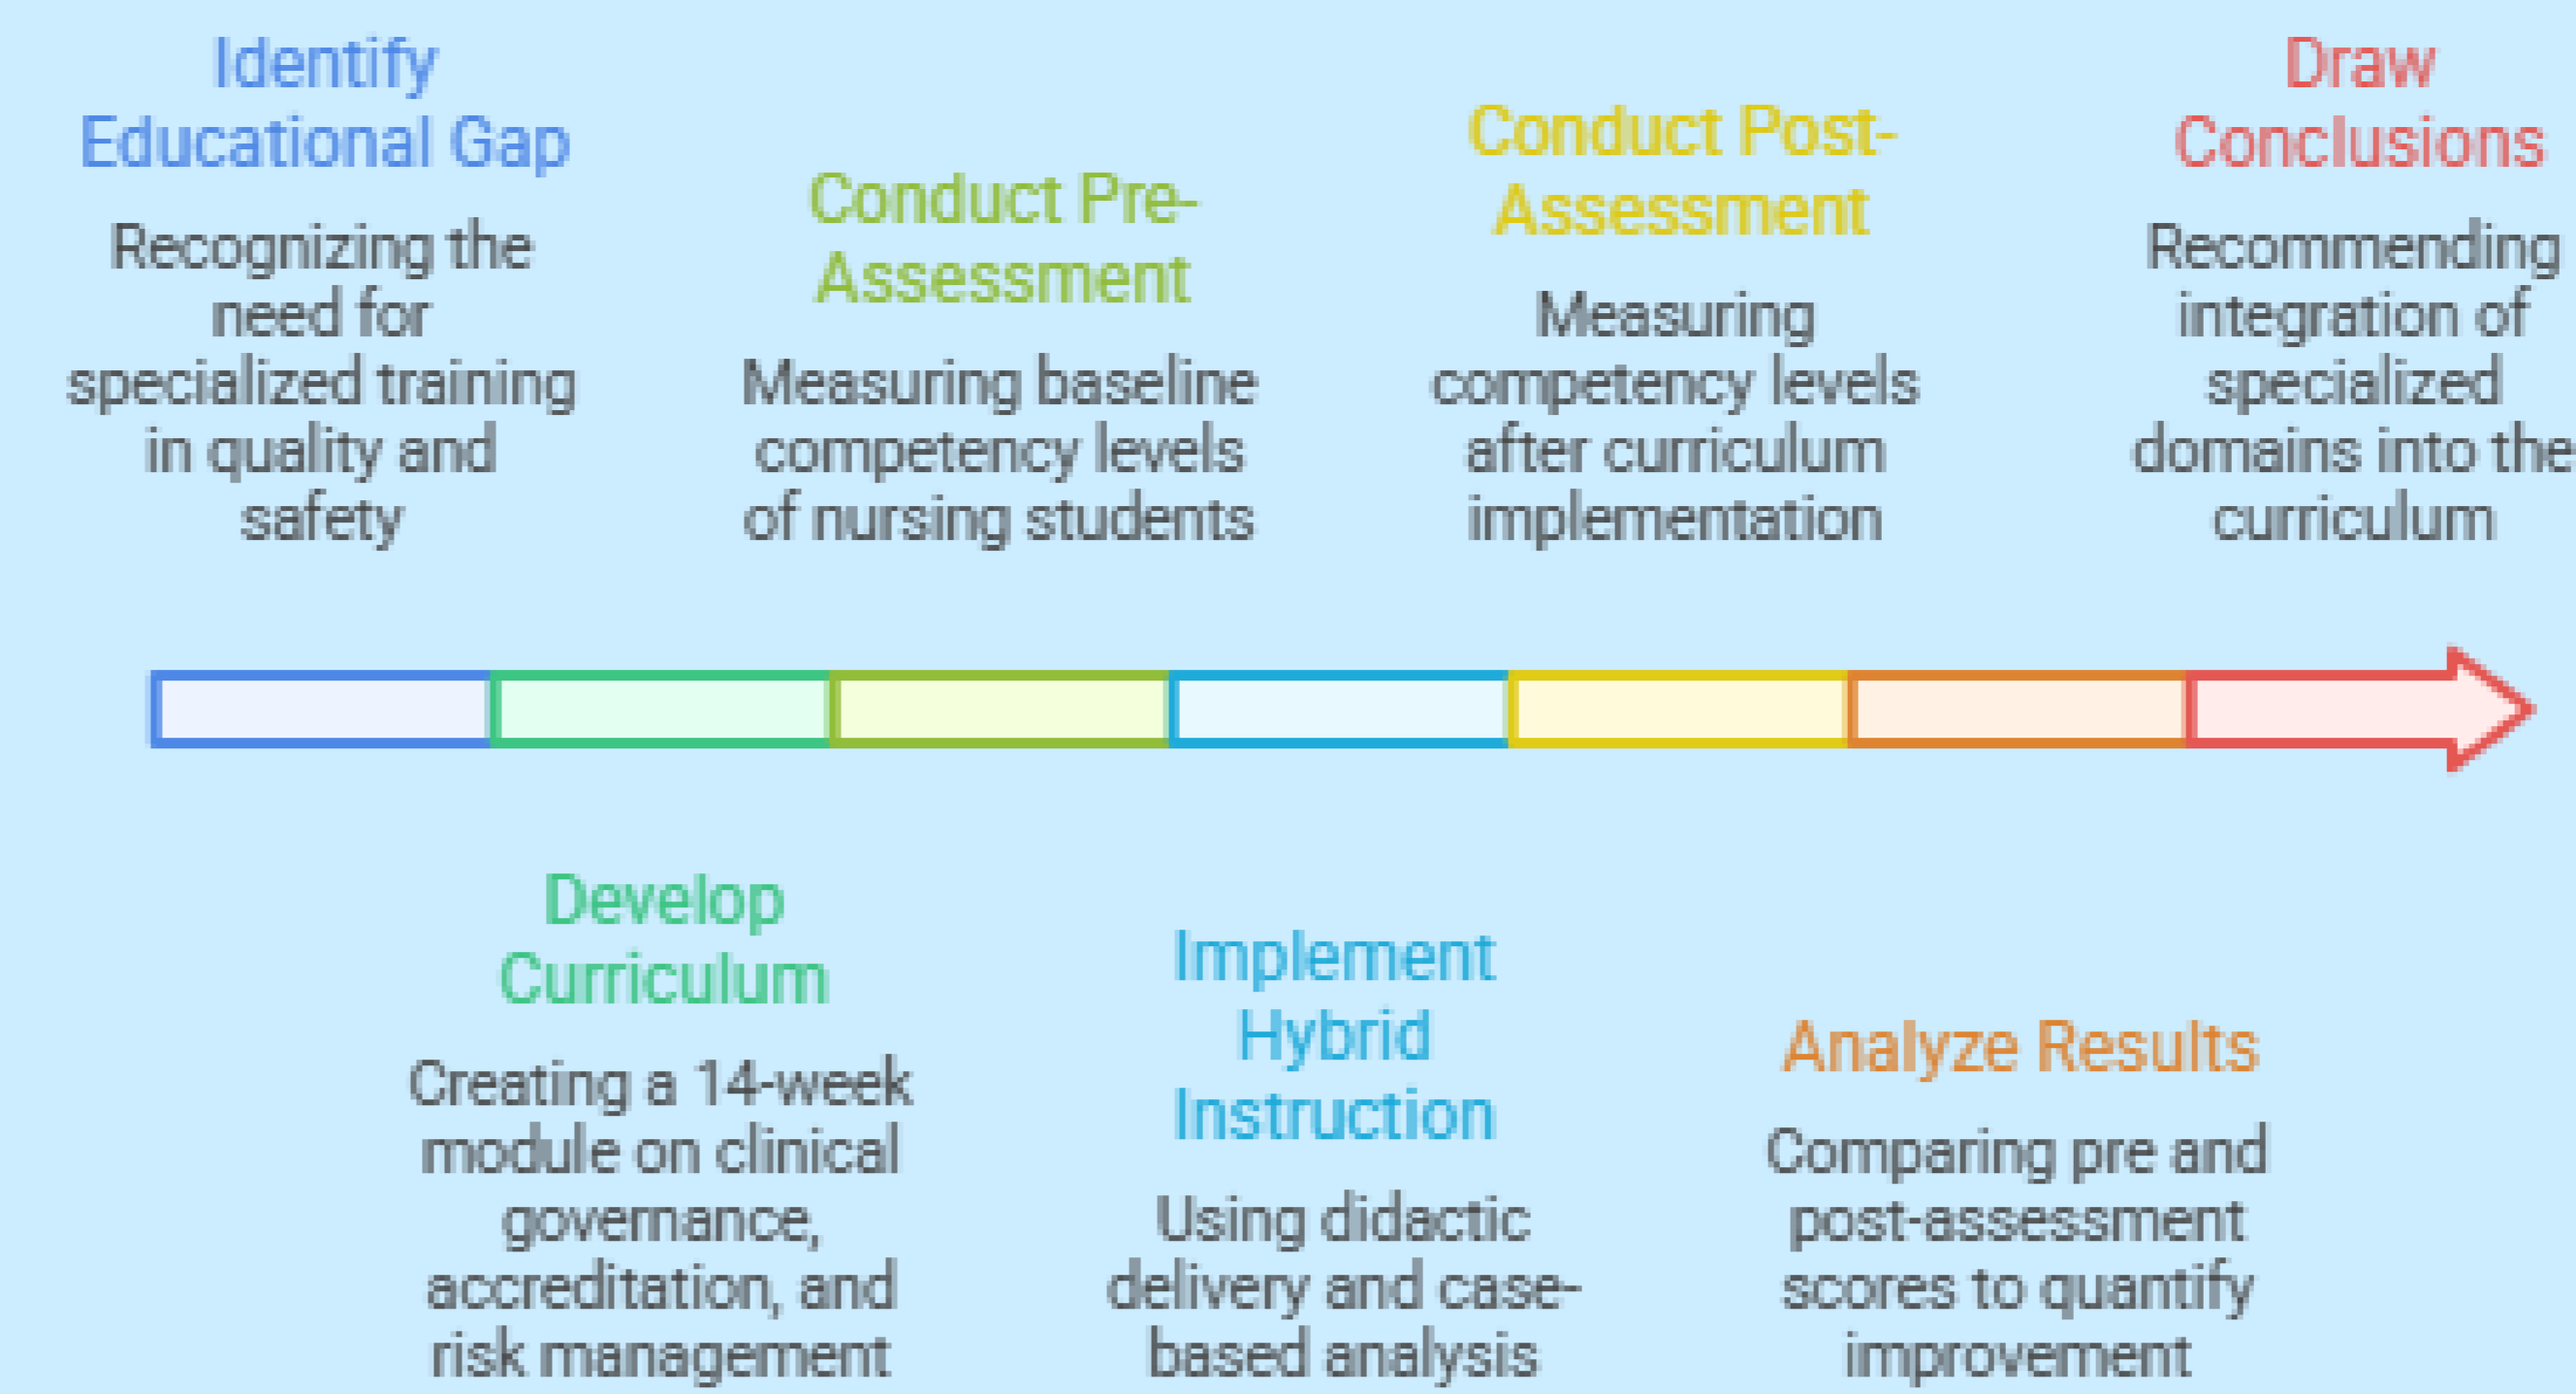 Identify
Educational Gap
Recognizing the
need for
specialized training
in quality and
safety
Develop
Curriculum
Creating a 14-week
module on clinical
governance,
accreditation, and
risk management
Conduct Pre-
Assessment
Measuring baseline
competency levels
of nursing students
Implement
Hybrid
Instruction
Using didactic
delivery and case-
based analysis
Conduct Post-
Assessment
Measuring
competency levels
after curriculum
implementation
Analyze Results
Comparing pre and
post-assessment
scores to quantify
improvement
Draw
Conclusions
Recommending
integration of
specialized
domains into the
curriculum